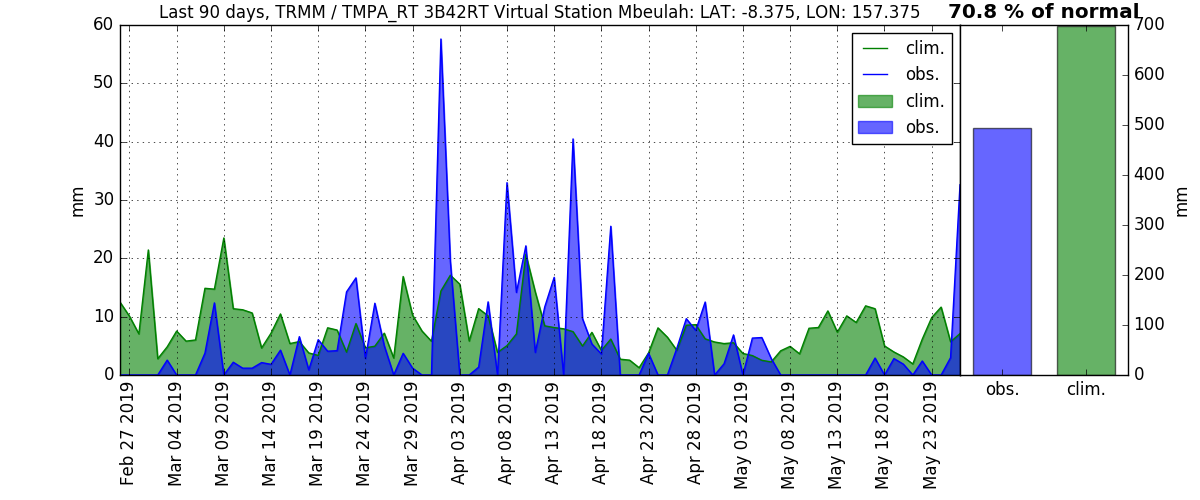 Last 90 days, TRMM / TMPA_RT 3B42RT Virtual Station Mbeulah: LAT: -8.375, LON: 157.375
70.8 % of normal
mm
60
50
40
30
20
10
0
clim.
obs.
clim.
obs.
700
600
500
400
300
200
100
0
mm
Feb 27 2019
Mar 04 2019
Mar 09 2019
Mar 14 2019
Mar 19 2019
Mar 24 2019
Mar 29 2019
Apr 03 2019
Apr 08 2019
Apr 13 2019
Apr 18 2019
Apr 23 2019
Apr 28 2019
May 03 2019
May 08 2019
May 13 2019
May 18 2019
May 23 2019
obs.
clim.